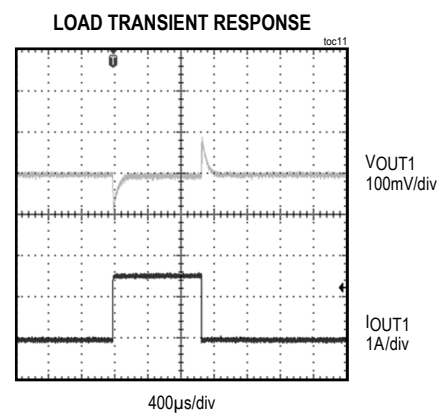 LOAD TRANSIENT RESPONSE
toc11
T
VOUT1
100mV/div
IOUT1
1A/div
400µs/div